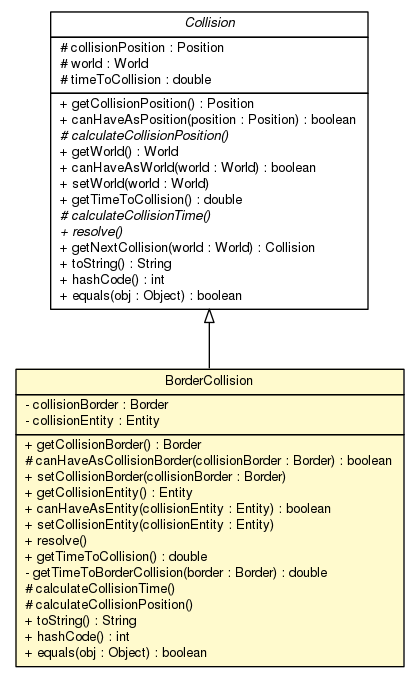 Collision
# collisionPosition : Position
# world : World
# timeToCollision : double
+ getCollisionPosition() : Position
+ canHaveAsPosition(position : Position) : boolean
# calculateCollisionPosition()
+ getWorld() : World
+ canHaveAsWorld(world : World) : boolean
+ setWorld(world : World)
+ getTimeToCollision() : double
# calculateCollisionTime()
+ resolve()
+ getNextCollision(world : World) : Collision
+ toString() : String
+ hashCode() : int
+ equals(obj : Object) : boolean
BorderCollision
- collisionBorder : Border
- collisionEntity : Entity
+ getCollisionBorder() : Border
# canHaveAsCollisionBorder(collisionBorder : Border) : boolean
+ setCollisionBorder(collisionBorder : Border)
+ getCollisionEntity() : Entity
+ canHaveAsEntity(collisionEntity : Entity) : boolean
+ setCollisionEntity(collisionEntity : Entity)
+ resolve()
+ getTimeToCollision() : double
- getTimeToBorderCollision(border : Border) : double
# calculateCollisionTime()
# calculateCollisionPosition()
+ toString() : String
+ hashCode() : int
+ equals(obj : Object) : boolean